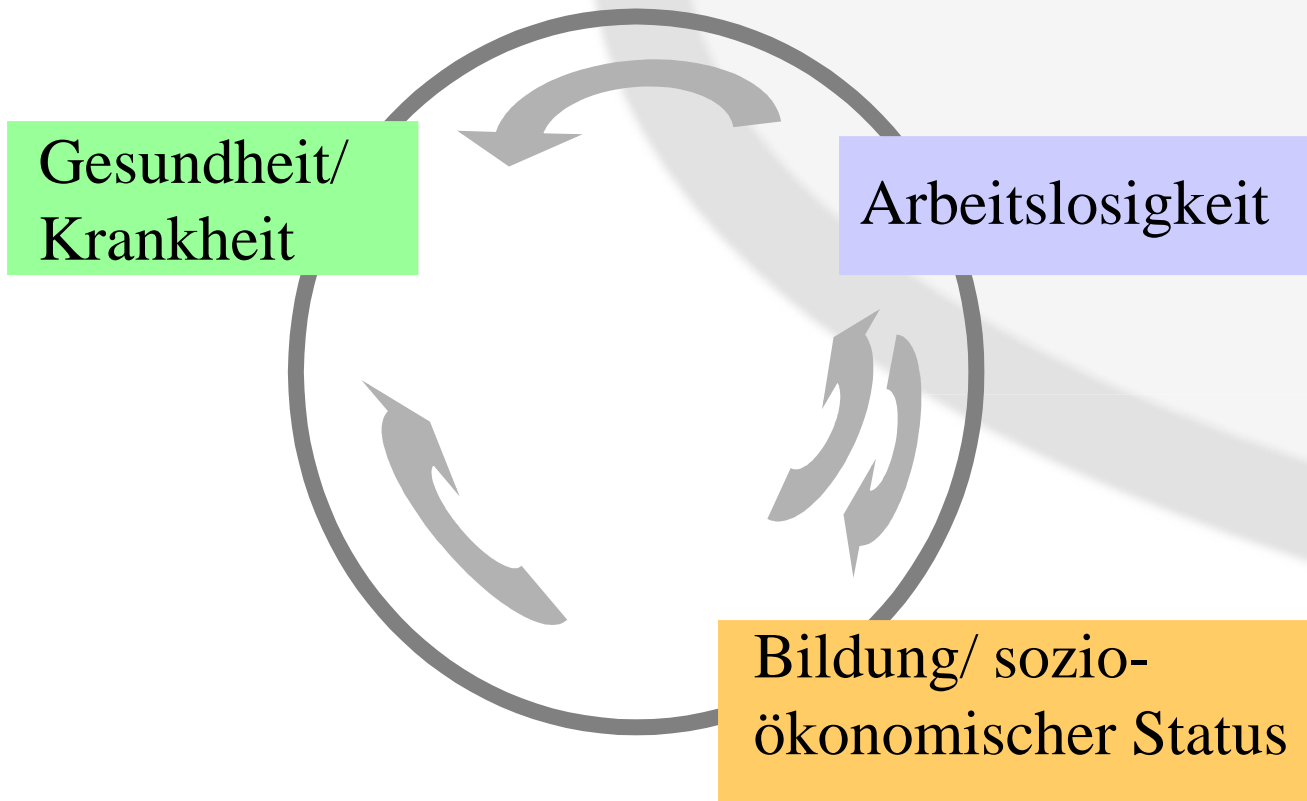 Gesundheit/
Krankheit
Arbeitslosigkeit
Bildung/ sozio-
ökonomischer Status